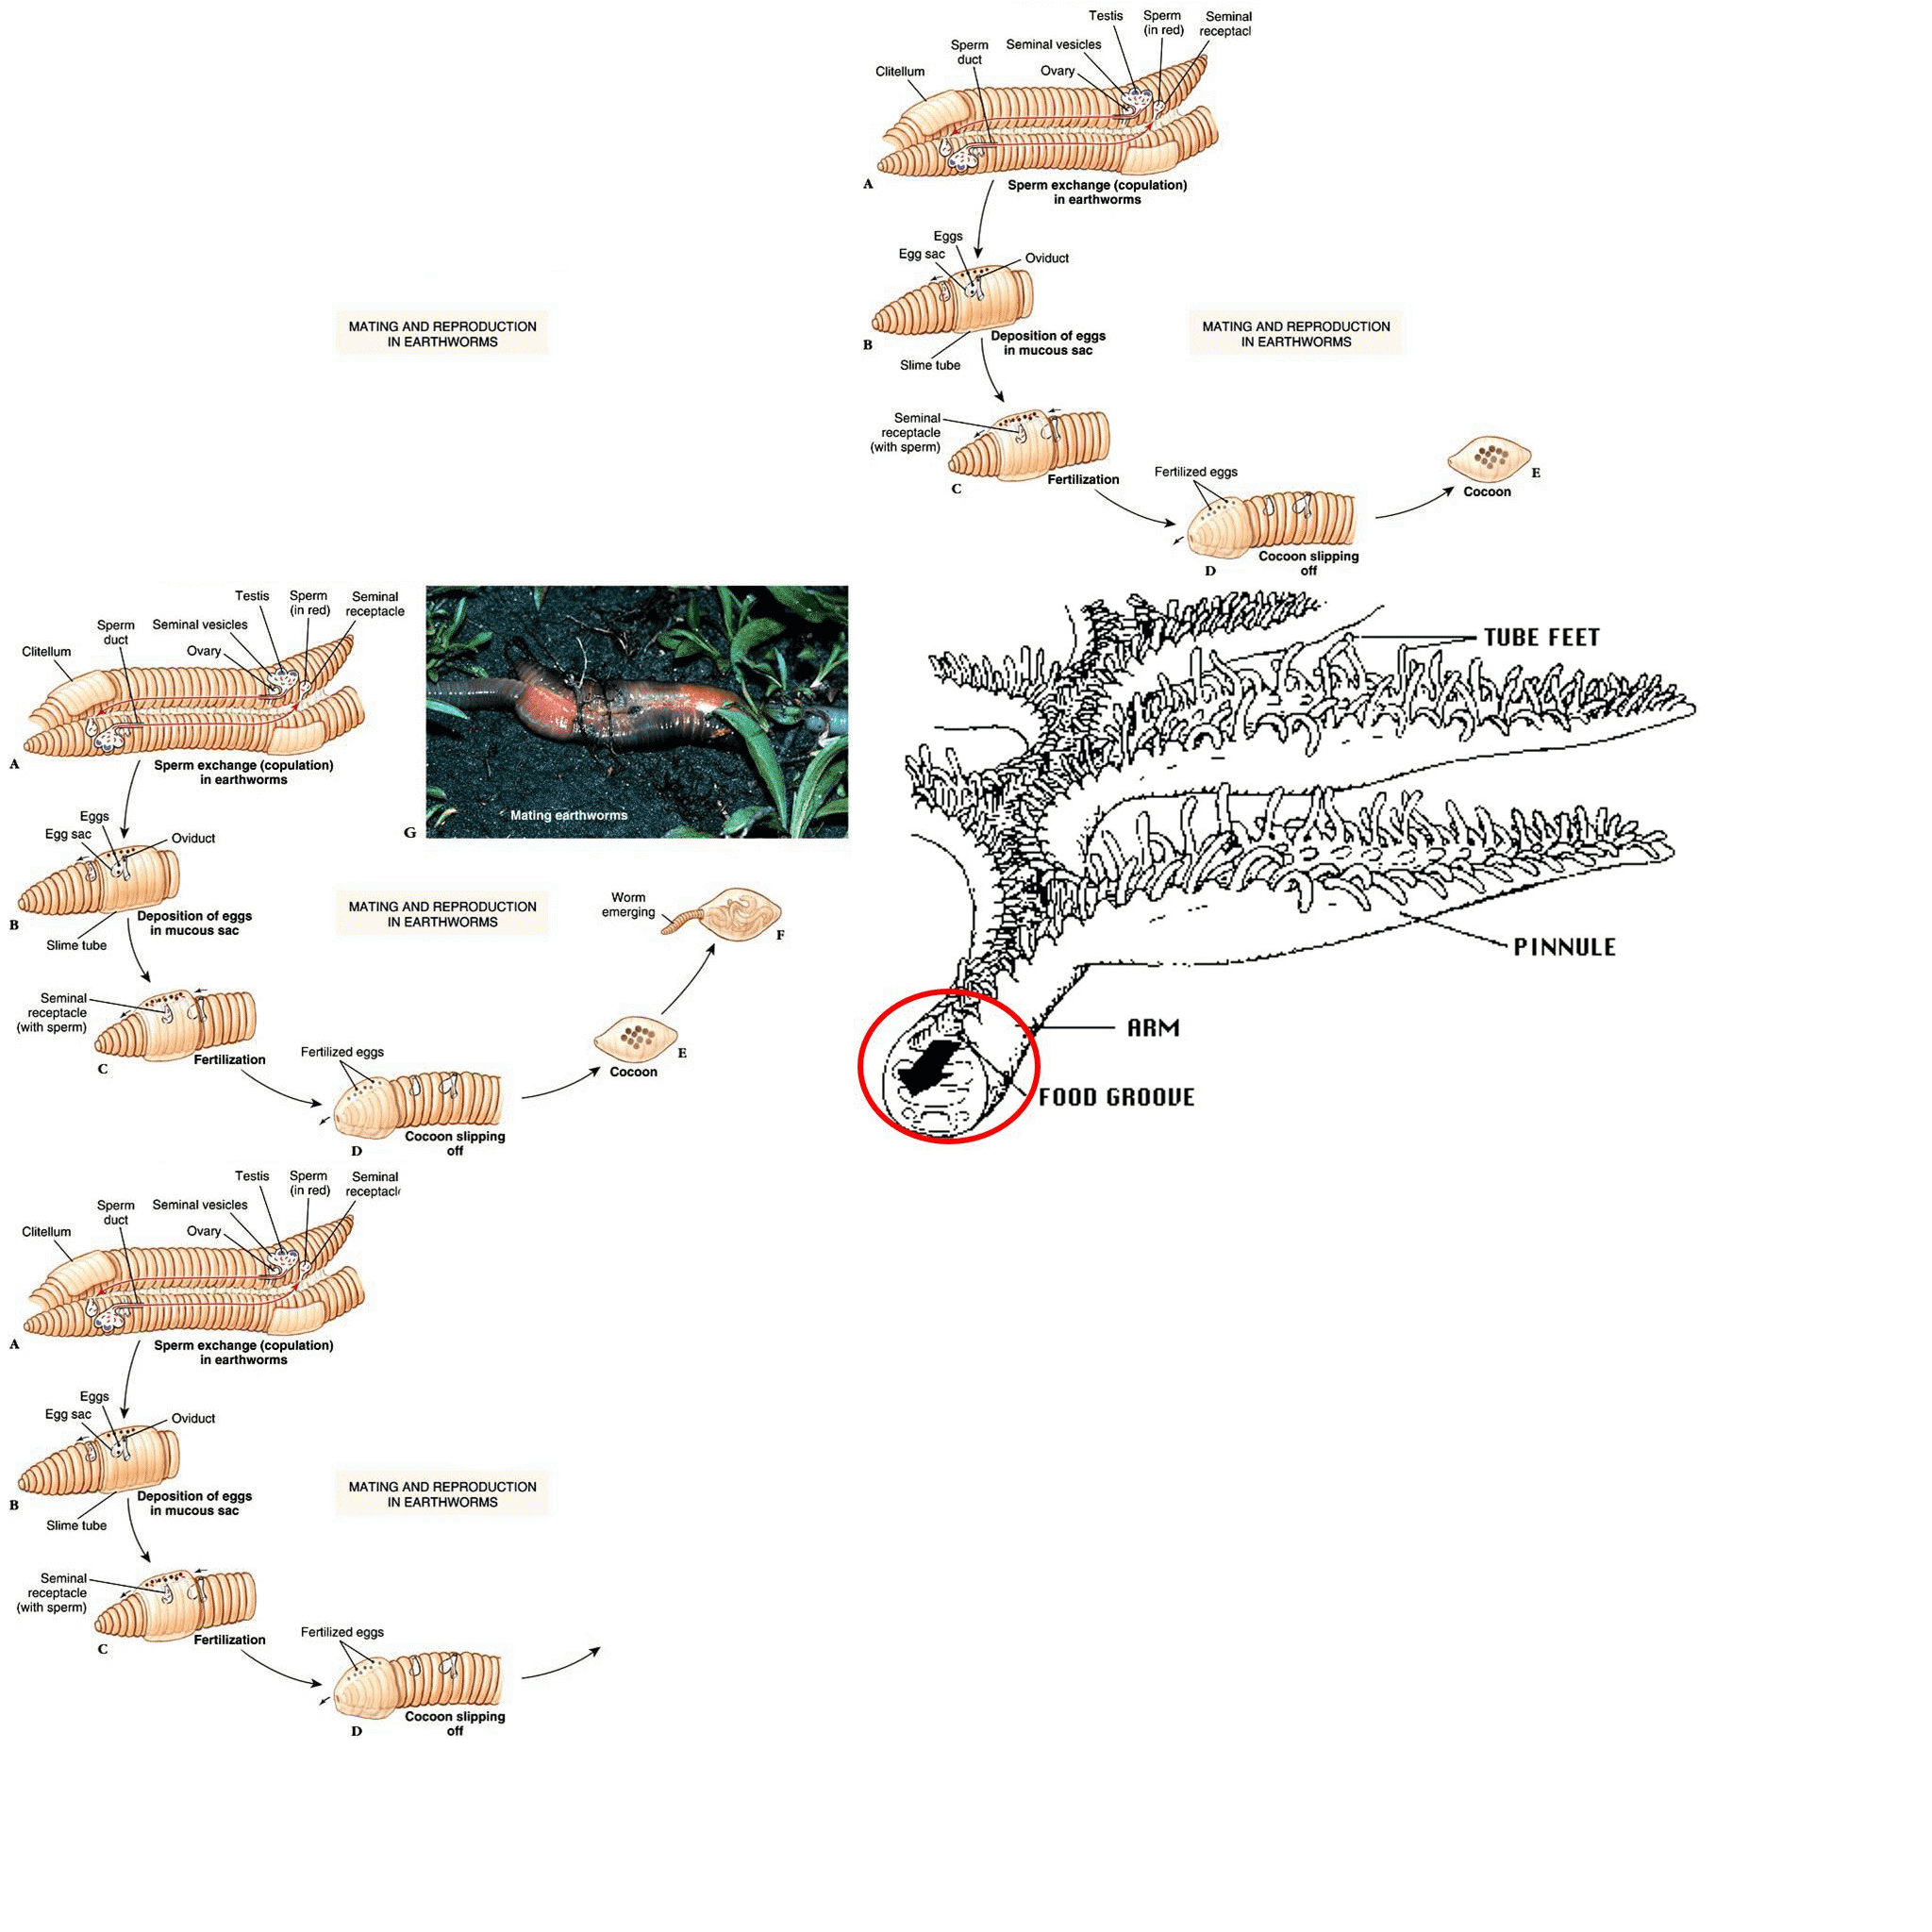 MATING AND REPRODUCTION
IN EARTHWORMS
Testis
Sperm
(in red)
Seminal
receptacl
Seminal vesicles
Sperm
duct
Ovary
Clitellum
A
Sperm exchange (copulation)
in earthworms
Eggs
Egg sac
Oviduct
Deposition of eggs
in mucous sac
B
Slime tube
MATING AND REPRODUCTION
IN EARTHWORMS
Seminal
receptacle
(with sperm)
Fertilization
C
Fertilized eggs
E
Cocoon
Cocoon slipping
off
D
Testis
Sperm
(in red)
Seminal
receptacle
Seminal vesicles
Sperm
duct
Ovary
Clitellum
A
Sperm exchange (copulation)
in earthworms
Mating earthworms
G
Eggs
Egg sac
Oviduct
Deposition of eggs
in mucous sac
B
Slime tube
MATING AND REPRODUCTION
IN EARTHWORMS
Worm
emerging
F
Seminal
receptacle
(with sperm)
Fertilization
C
Fertilized eggs
E
Cocoon
Cocoon slipping
off
D
TUBE FEET
PINNULE
ARM
FOOD GROOVE
Testis
Sperm
(in red)
Seminal
receptacl
Seminal vesicles
Sperm
duct
Ovary
Clitellum
A
Sperm exchange (copulation)
in earthworms
Eggs
Egg sac
Oviduct
Deposition of eggs
in mucous sac
B
Slime tube
MATING AND REPRODUCTION
IN EARTHWORMS
Seminal
receptacle
(with sperm)
Fertilization
C
Fertilized eggs
Cocoon slipping
off
D